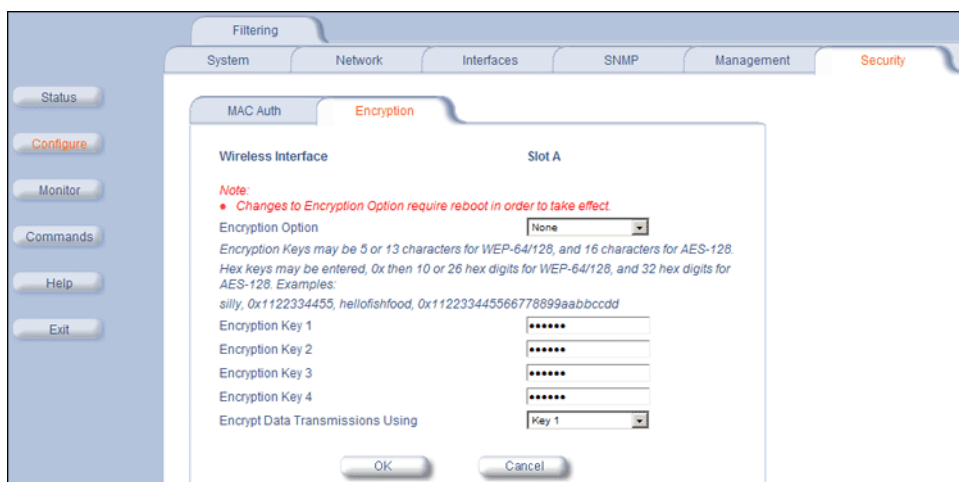 Filtering
System Network Interfaces SNMP Management Security
Status
Configure
Monitor
Commands
Help
Exit
MAC Auth Encryption
Wireless Interface Slot A
Note:
• Changes to Encryption Option require reboot in order to take effect.
Encryption Option None
Encryption Keys may be 5 or 13 characters for WEP-64/128, and 16 characters for AES-128.
Hex keys may be entered, 0x then 10 or 26 hex digits for WEP-64/128, and 32 hex digits for
AES-128. Examples:
silly, 0x1122334455, hellofishfood, 0x112233445566778899aabbccdd
Encryption Key 1 ••••••
Encryption Key 2 ••••••
Encryption Key 3 ••••••
Encryption Key 4 ••••••
Encrypt Data Transmissions Using Key 1
OK Cancel